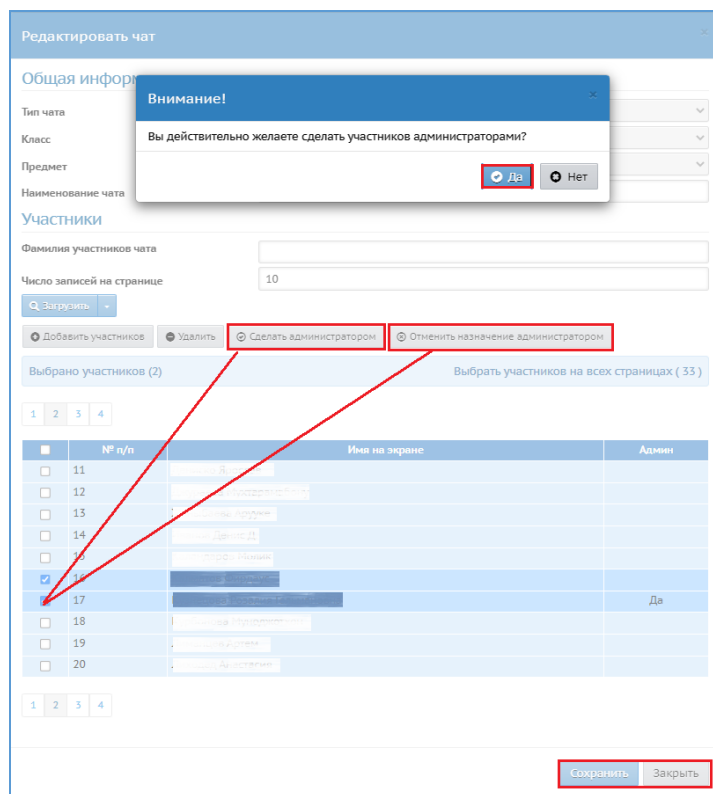 Редактировать чат
Общая инфор
Внимание!
Вы действительно желаете сделать участников администраторами?
Да Нет
Тип чата
Класс
Предмет
Наименование чата
Участники
Фамилия участников чата
Число записей на странице 10
Загрузить
Добавить участников Удалить Сделать администратором Отменить назначение администратором
Выбрано участников (2) Выбрать участников на всех страницах ( 33 )
1 2 3 4
№ п/п Имя на экране Админ
11
12
13
14
15
16
17 Да
18
19
20
1 2 3 4
Сохранить Закрыть